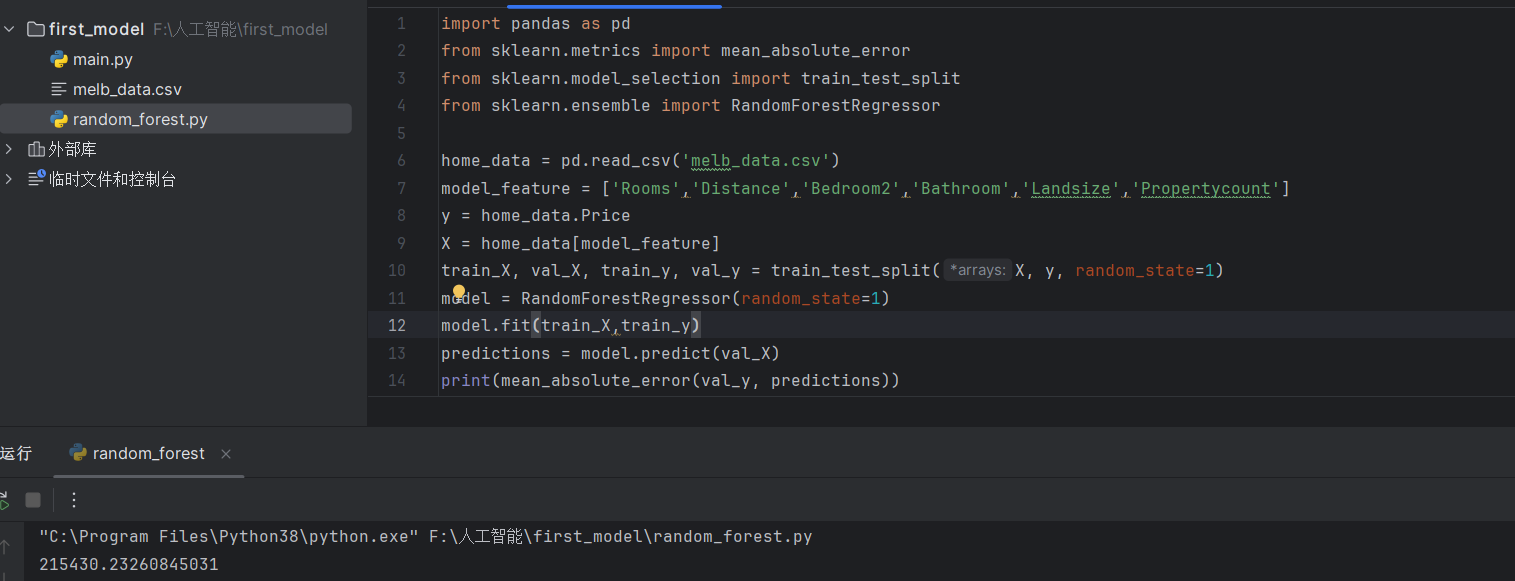 first_model F:\人工智能\first_model
main.py
melb_data.csv
random_forest.py
外部库
临时文件和控制台
1 import pandas as pd
2 from sklearn.metrics import mean_absolute_error
3 from sklearn.model_selection import train_test_split
4 from sklearn.ensemble import RandomForestRegressor
5
6 home_data = pd.read_csv('melb_data.csv')
7 model_feature = ['Rooms','Distance','Bedroom2','Bathroom','Landsize','Propertycount']
8 y = home_data.Price
9 X = home_data[model_feature]
10 train_X, val_X, train_y, val_y = train_test_split( *arrays: X, y, random_state=1)
11 model = RandomForestRegressor(random_state=1)
12 model.fit(train_X,train_y)
13 predictions = model.predict(val_X)
14 print(mean_absolute_error(val_y, predictions))
运行 random_forest
"C:\Program Files\Python38\python.exe" F:\人工智能\first_model\random_forest.py
215430.23260845031